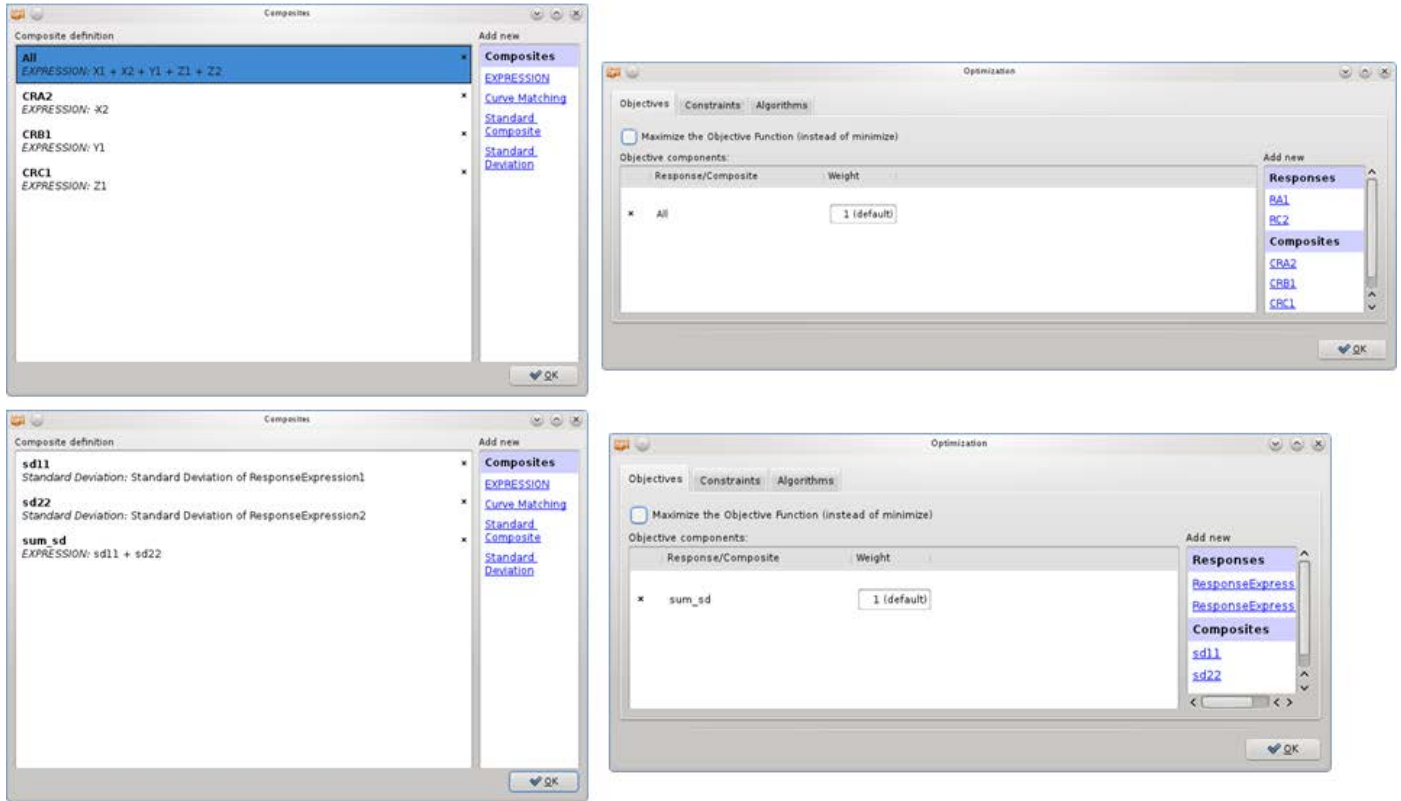 Composites
Composite definition
Add new
All
EXPRESSION: X1 + X2 + Y1 + Z1 + Z2
CRA2
EXPRESSION: -X2
CRB1
EXPRESSION: Y1
CRC1
EXPRESSION: Z1
Composites
EXPRESSION
Curve Matching
Standard
Composite
Standard
Deviation
OK
Optimization
Objectives Constraints Algorithms
Maximize the Objective Function (instead of minimize)
Objective components:
Add new
Response/Composite Weight
All 1 (default)
Responses
RA1
RC2
Composites
CRA2
CRB1
CRC1
OK
Composites
Composite definition
Add new
sd11
Standard Deviation: Standard Deviation of ResponseExpression1
sd22
Standard Deviation: Standard Deviation of ResponseExpression2
sum_sd
EXPRESSION: sd11 + sd22
Composites
EXPRESSION
Curve Matching
Standard
Composite
Standard
Deviation
OK
Optimization
Objectives Constraints Algorithms
Maximize the Objective Function (instead of minimize)
Objective components:
Add new
Response/Composite Weight
sum_sd 1 (default)
Responses
ResponseExpress
ResponseExpress
Composites
sd11
sd22
OK